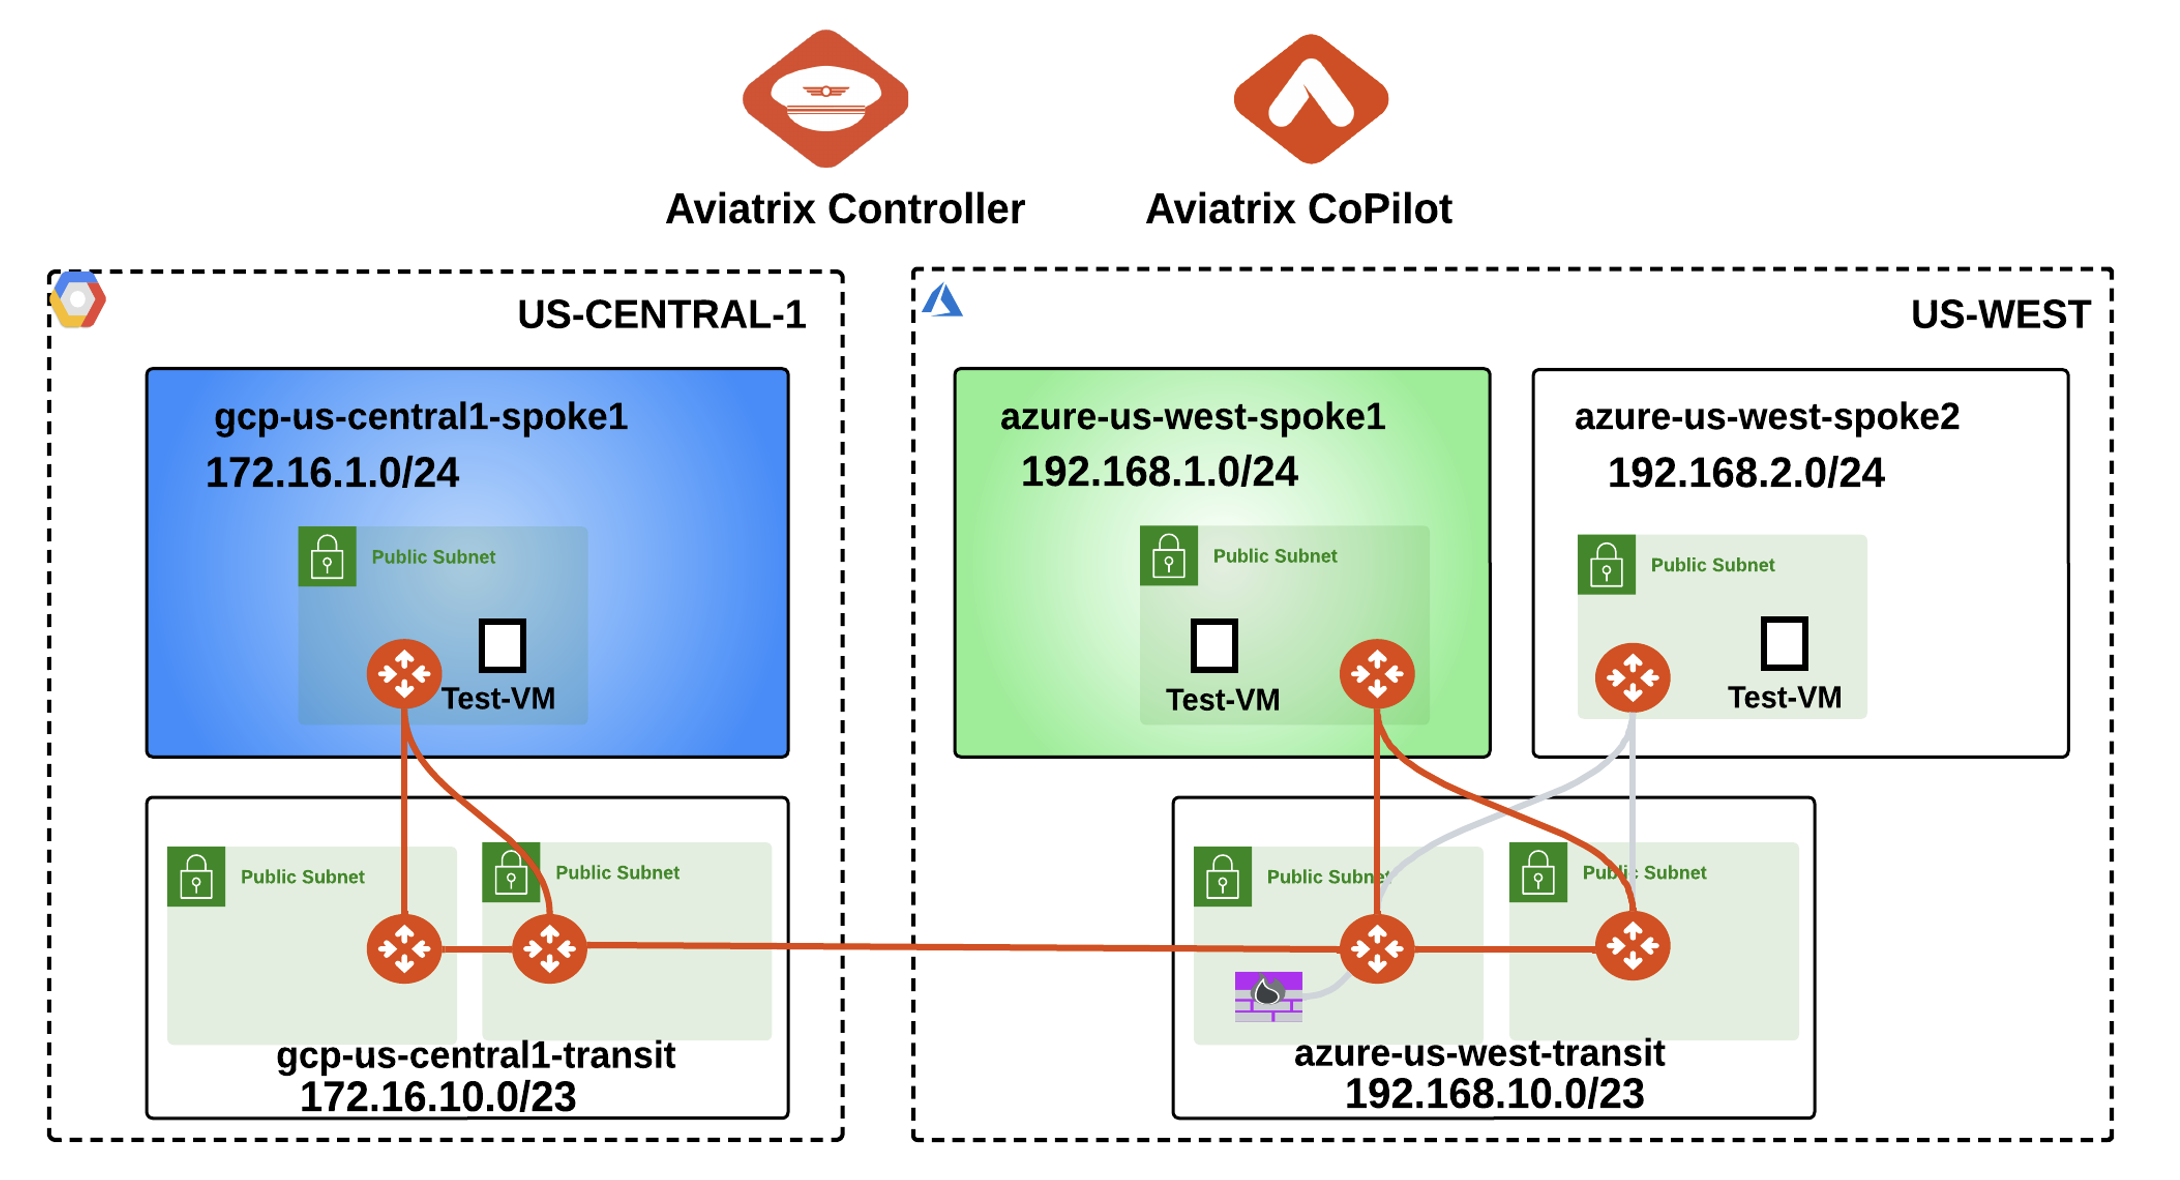 Aviatrix Controller
Aviatrix CoPilot
US-CENTRAL-1
gcp-us-central1-spoke1
172.16.1.0/24
Public Subnet
Test-VM
Public Subnet
Public Subnet
gcp-us-central1-transit
172.16.10.0/23
US-WEST
azure-us-west-spoke1
192.168.1.0/24
Public Subnet
Test-VM
azure-us-west-spoke2
192.168.2.0/24
Public Subnet
Test-VM
Public Subnet
Public Subnet
azure-us-west-transit
192.168.10.0/23